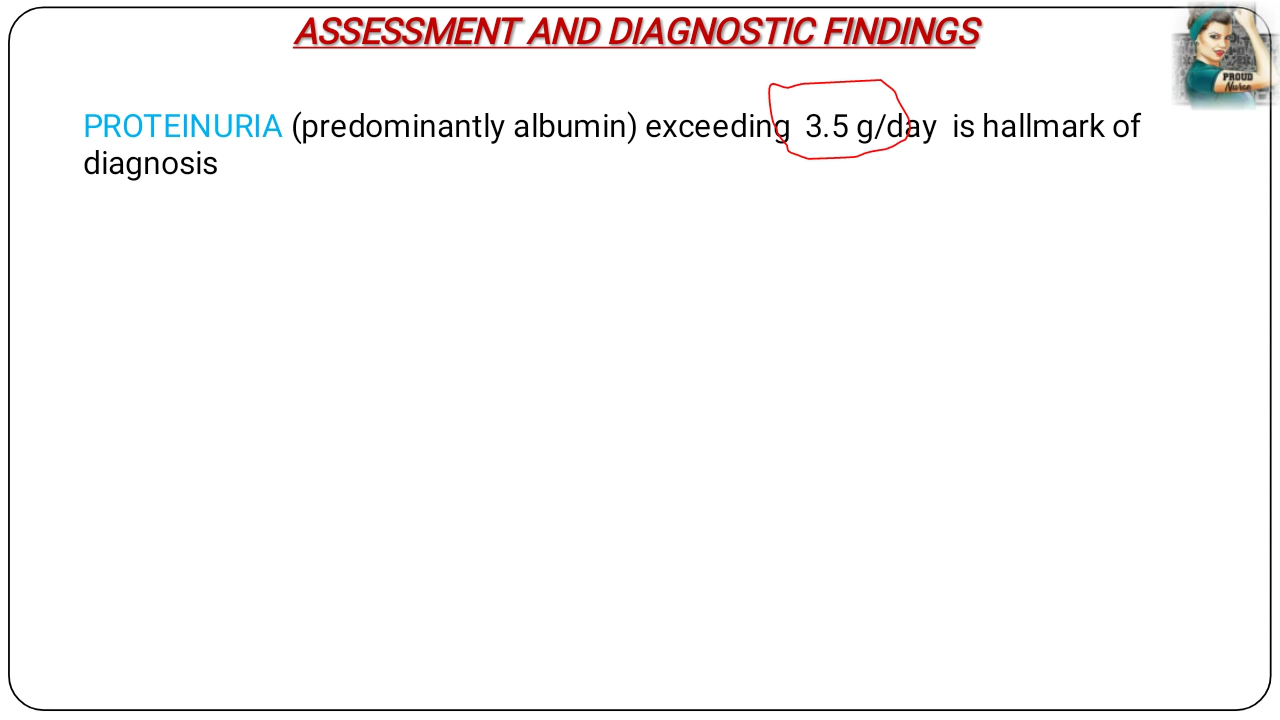 ASSESSMENT AND DIAGNOSTIC FINDINGS
PROUD
Nurse
PROTEINURIA (predominantly albumin) exceeding 3.5 g/day is hallmark of
diagnosis